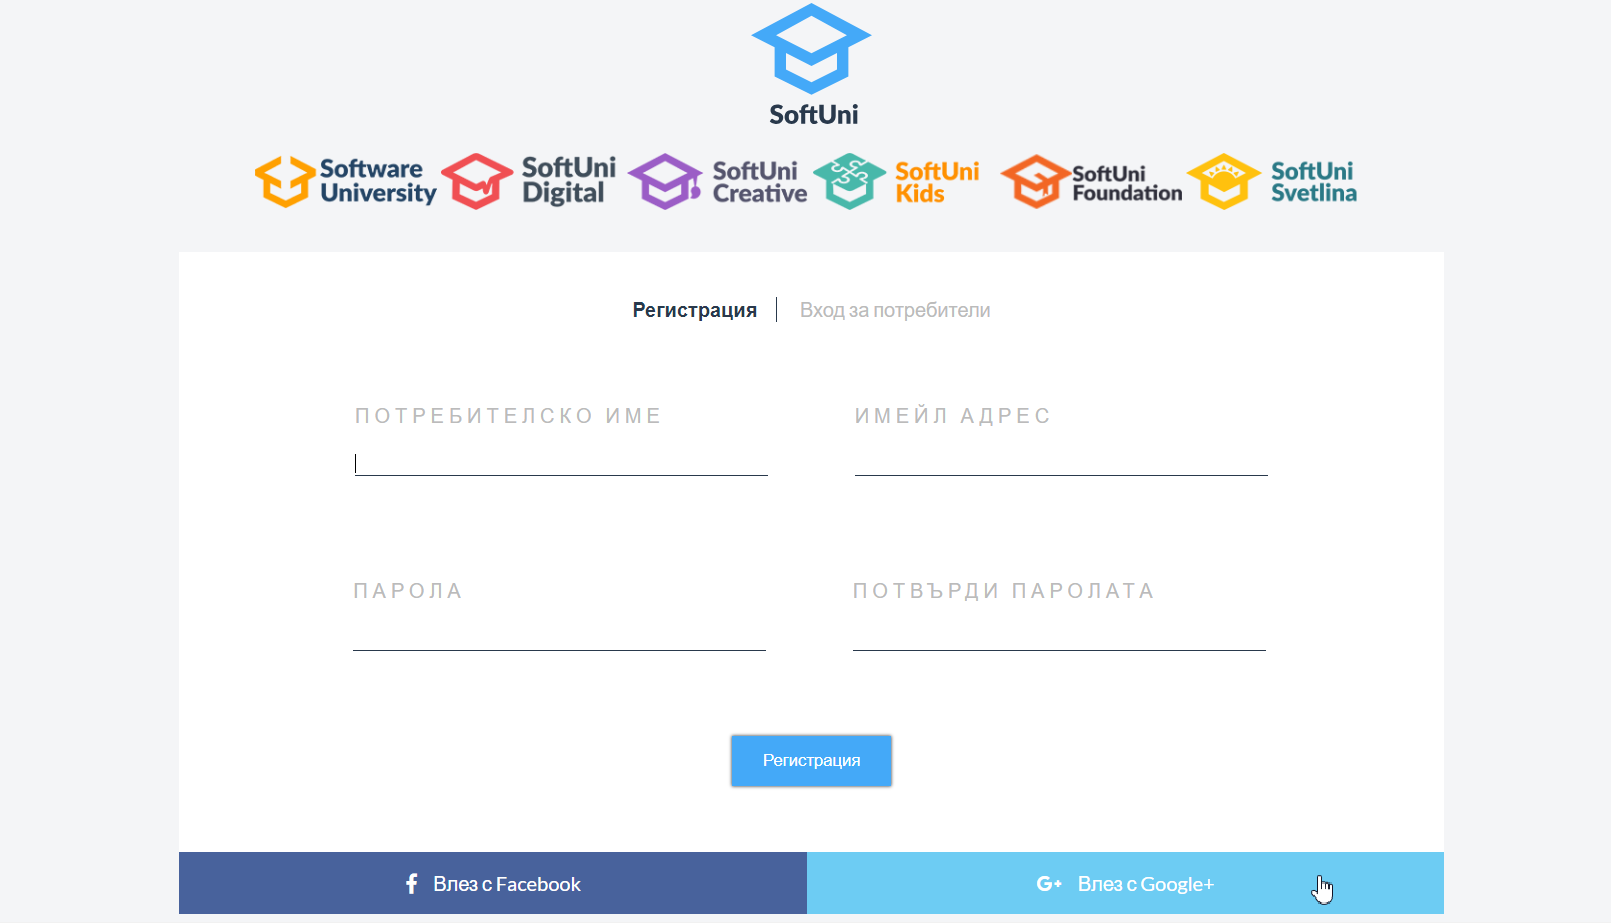 SoftUni
Software University
SoftUni Digital
SoftUni Creative
SoftUni Kids
SoftUni Foundation
SoftUni Svetlina
Регистрация
Вход за потребители
ПОТРЕБИТЕЛСКО ИМЕ
ИМЕЙЛ АДРЕС
ПАРОЛА
ПОТВЪРДИ ПАРОЛАТА
Регистрация
Влез с Facebook
G+ Влез с Google+